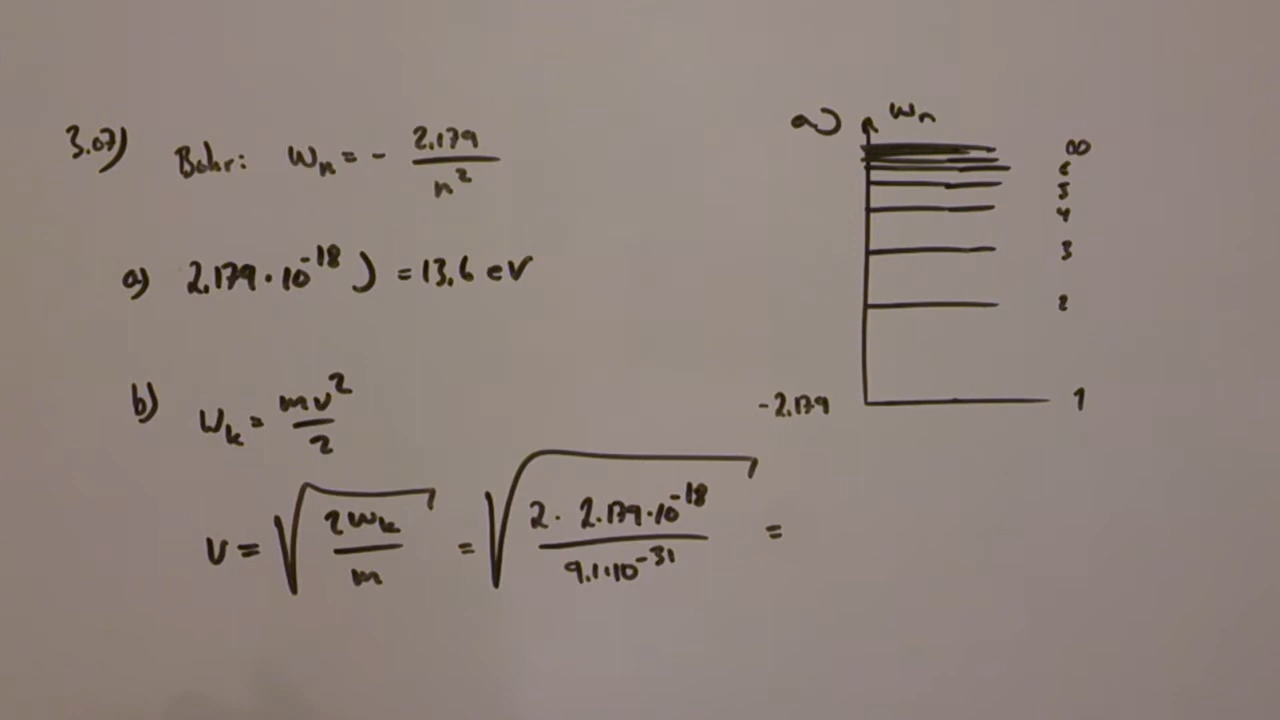 3.07) Bohr: Wₙ = - 2.179 / n²
a) 2.179 · 10⁻¹⁸ J = 13.6 eV
b) Wₖ = mv² / 2
v = √(2Wₖ / m) = √(2 · 2.179 · 10⁻¹⁸ / 9.1 · 10⁻³¹) =
a) Wₙ
∞
6
5
4
3
2
-2.179 1